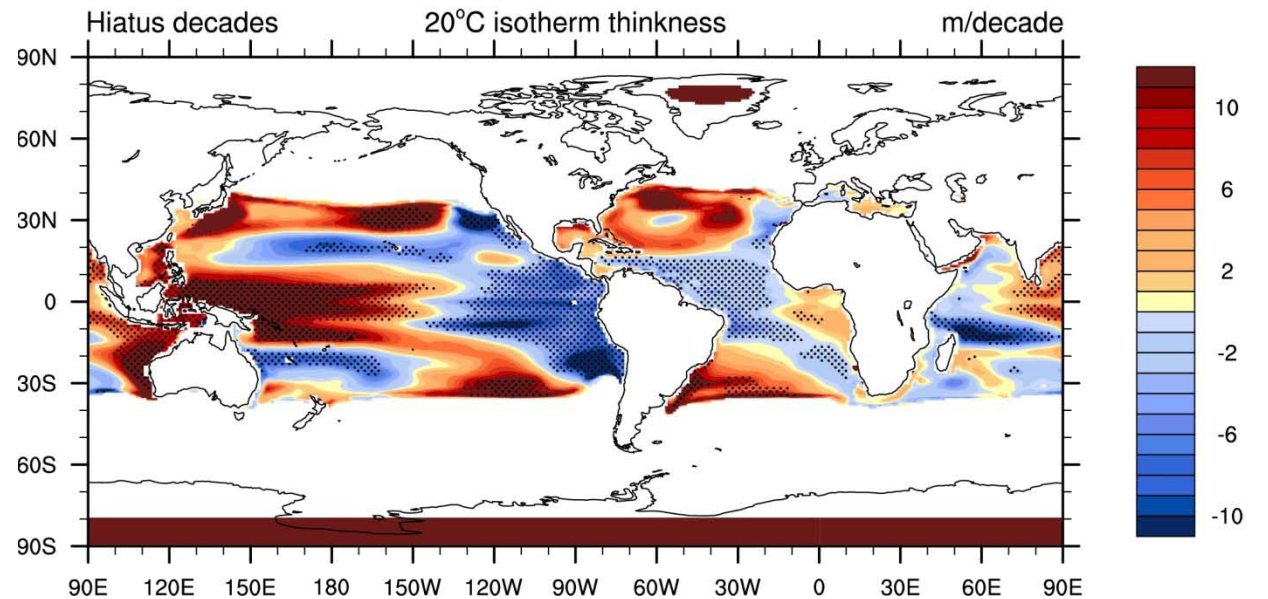 Hiatus decades 20°C isotherm thinkness m/decade
90N
60N
30N
0
30S
60S
90S
90E 120E 150E 180 150W 120W 90W 60W 30W 0 30E 60E 90E
10
6
2
-2
-6
-10